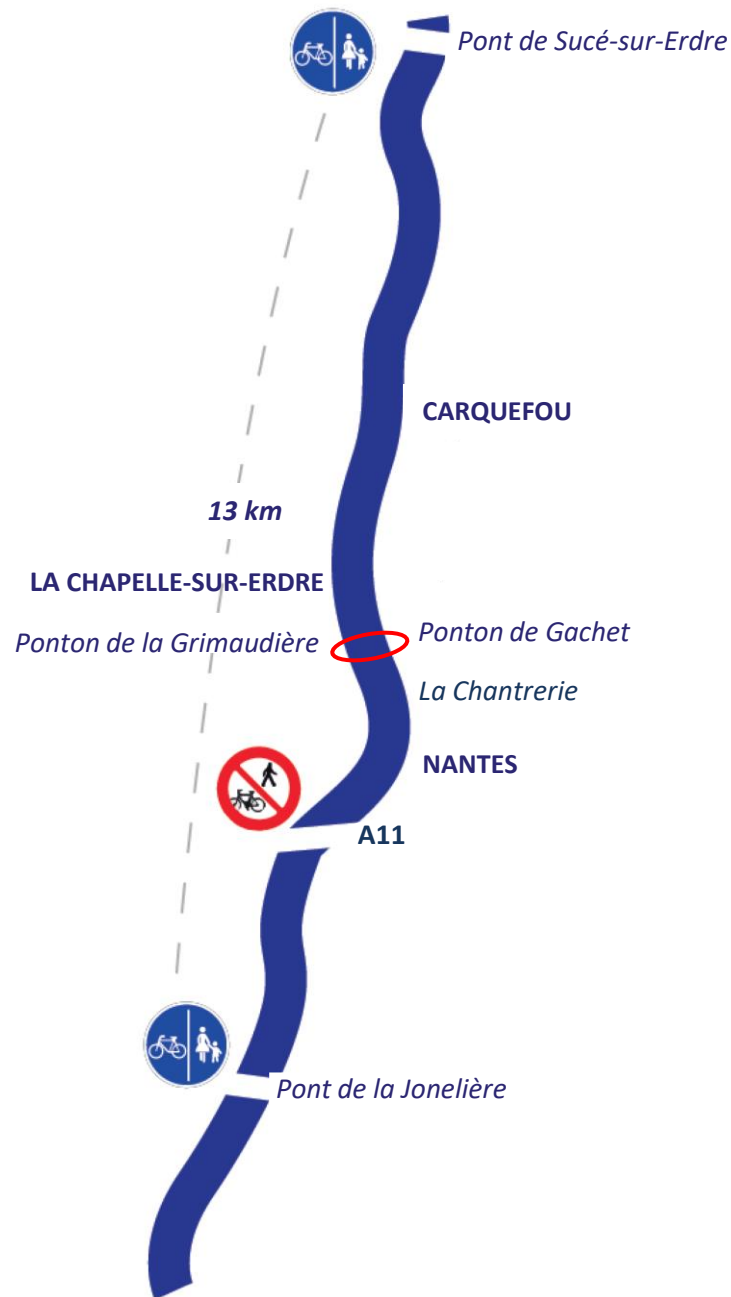 Pont de Sucé-sur-Erdre
CARQUEFOU
13 km
LA CHAPELLE-SUR-ERDRE
Ponton de la Grimaudière
Ponton de Gachet
La Chantrerie
NANTES
A11
Pont de la Jonelière